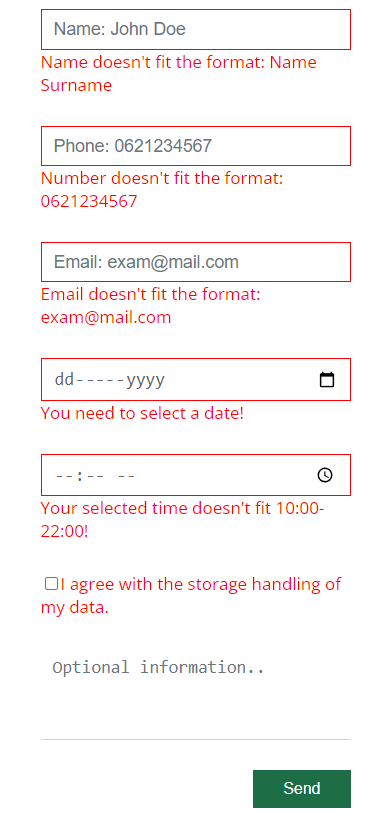 Name: John Doe
Name doesn't fit the format: Name
Surname
Phone: 0621234567
Number doesn't fit the format:
0621234567
Email: exam@mail.com
Email doesn't fit the format:
exam@mail.com
dd-----yyyy
You need to select a date!
--:-- --
Your selected time doesn't fit 10:00-
22:00!
I agree with the storage handling of
my data.
Optional information..
Send